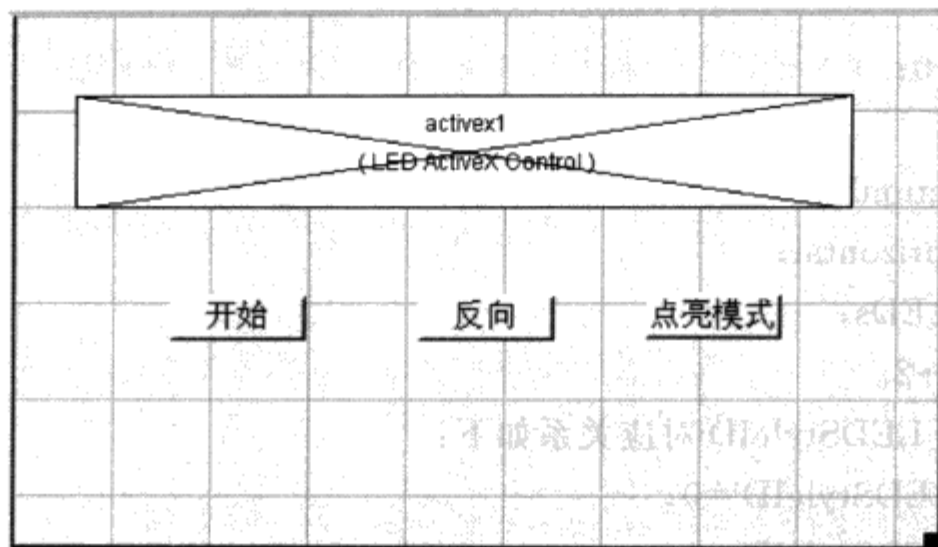 activex1
( LED ActiveX Control )
开始
反向
点亮模式